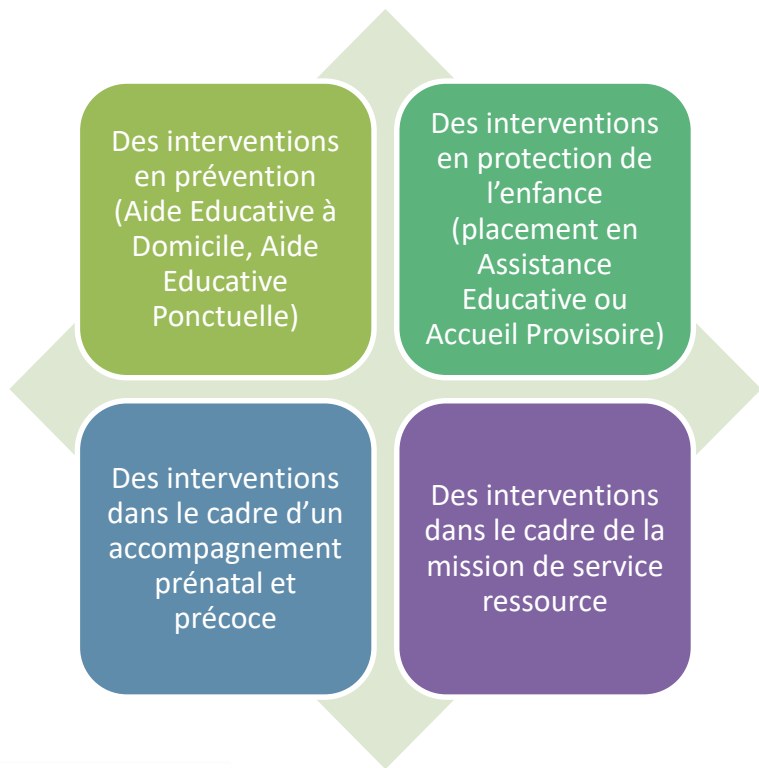 Des interventions
en prévention
(Aide Educative à
Domicile, Aide
Educative
Ponctuelle)
Des interventions
en protection de
l’enfance
(placement en
Assistance
Educative ou
Accueil Provisoire)
Des interventions
dans le cadre d’un
accompagnement
prénatal et
précoce
Des interventions
dans le cadre de la
mission de service
ressource